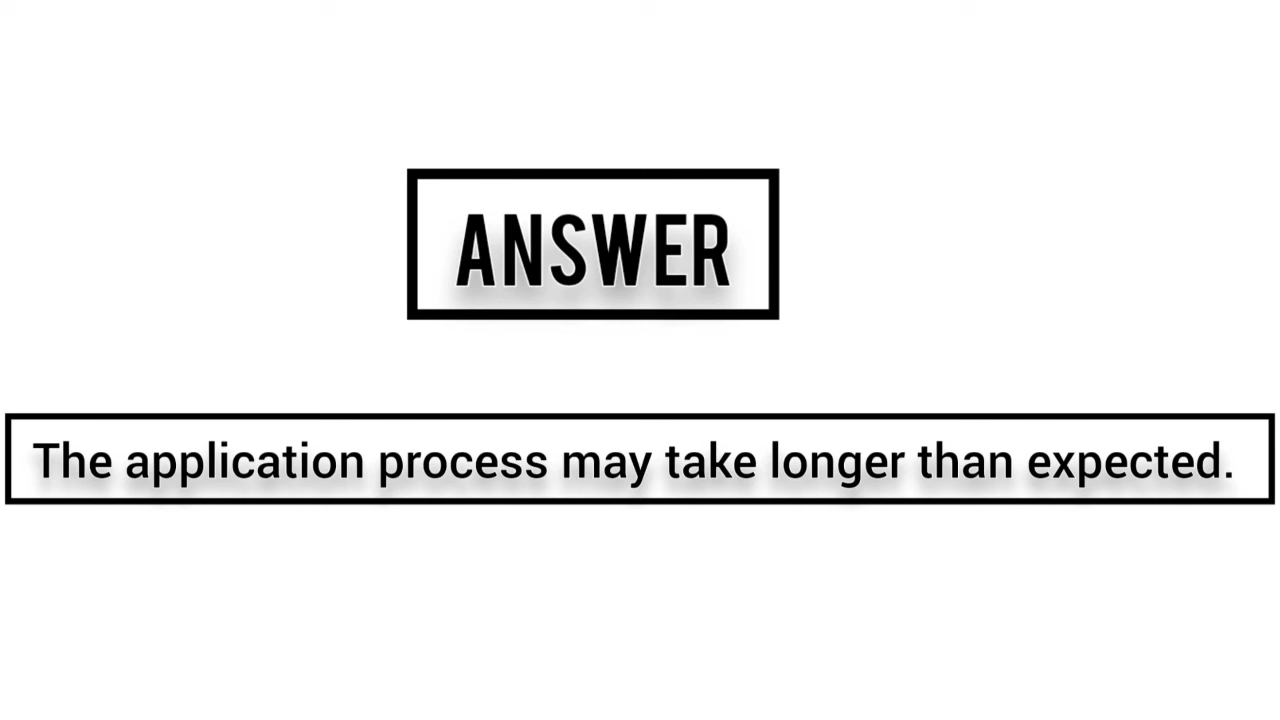 ANSWER
The application process may take longer than expected.